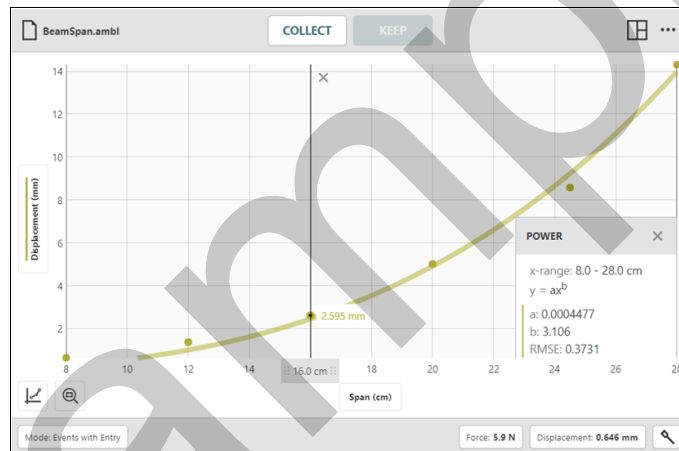 BeamSpan.ambl
COLLECT
KEEP
14
12
10
8
6
4
2
Displacement (mm)
2.595 mm
POWER
x-range: 8.0 - 28.0 cm
y = axᵇ
a: 0.0004477
b: 3.106
RMSE: 0.3731
8
12
14
16.0 cm
18
20
22
24
26
28
Span (cm)
Mode: Events with Entry
Force: 5.9 N
Displacement: 0.646 mm